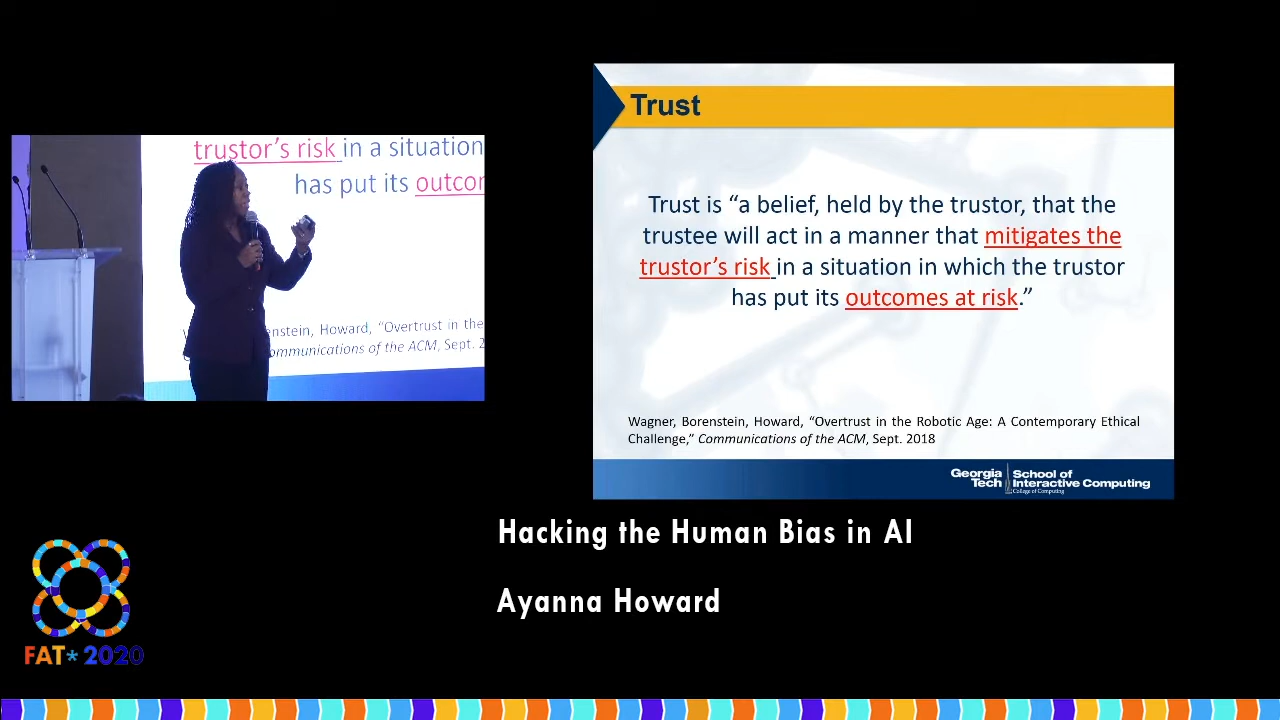 trustor's risk in a situation
has put its outcor
enstein, Howard, "Overtrust in the
ommunications of the ACM, Sept. 2
Trust
Trust is “a belief, held by the trustor, that the
trustee will act in a manner that mitigates the
trustor’s risk in a situation in which the trustor
has put its outcomes at risk.”
Wagner, Borenstein, Howard, “Overtrust in the Robotic Age: A Contemporary Ethical
Challenge,” Communications of the ACM, Sept. 2018
Georgia Tech
School of Interactive Computing
College of Computing
Hacking the Human Bias in AI
Ayanna Howard
FAT* 2020